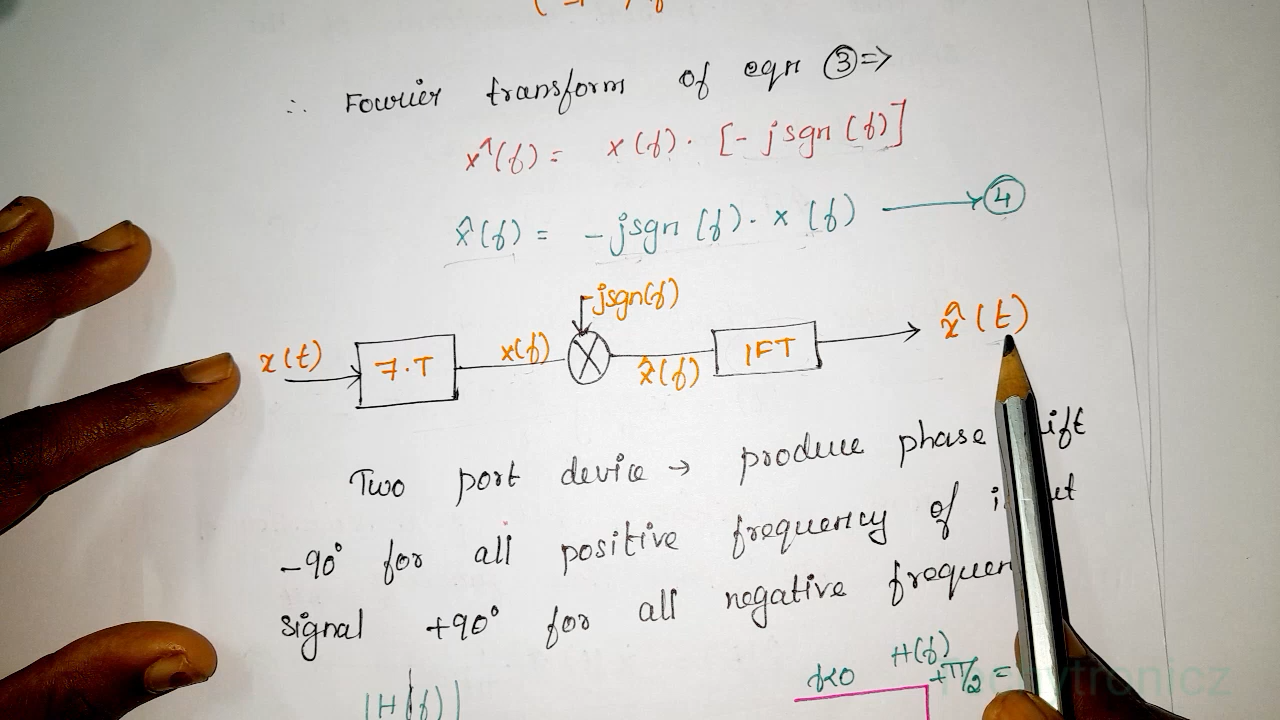 ∴ Fourier transform of eqn ③ ⇒
x^(f) = x(f) . [- jsgn(f)]
x̂(f) = -jsgn(f) . x(f) → ④
-jsgn(f)
x(t) F.T x(f) X x̂(f) IFT x̂(t)
Two port device → produce phase
-90° for all positive frequency of
signal +90° for all negative
|H(f)| f<0 H(f) +π/2 =